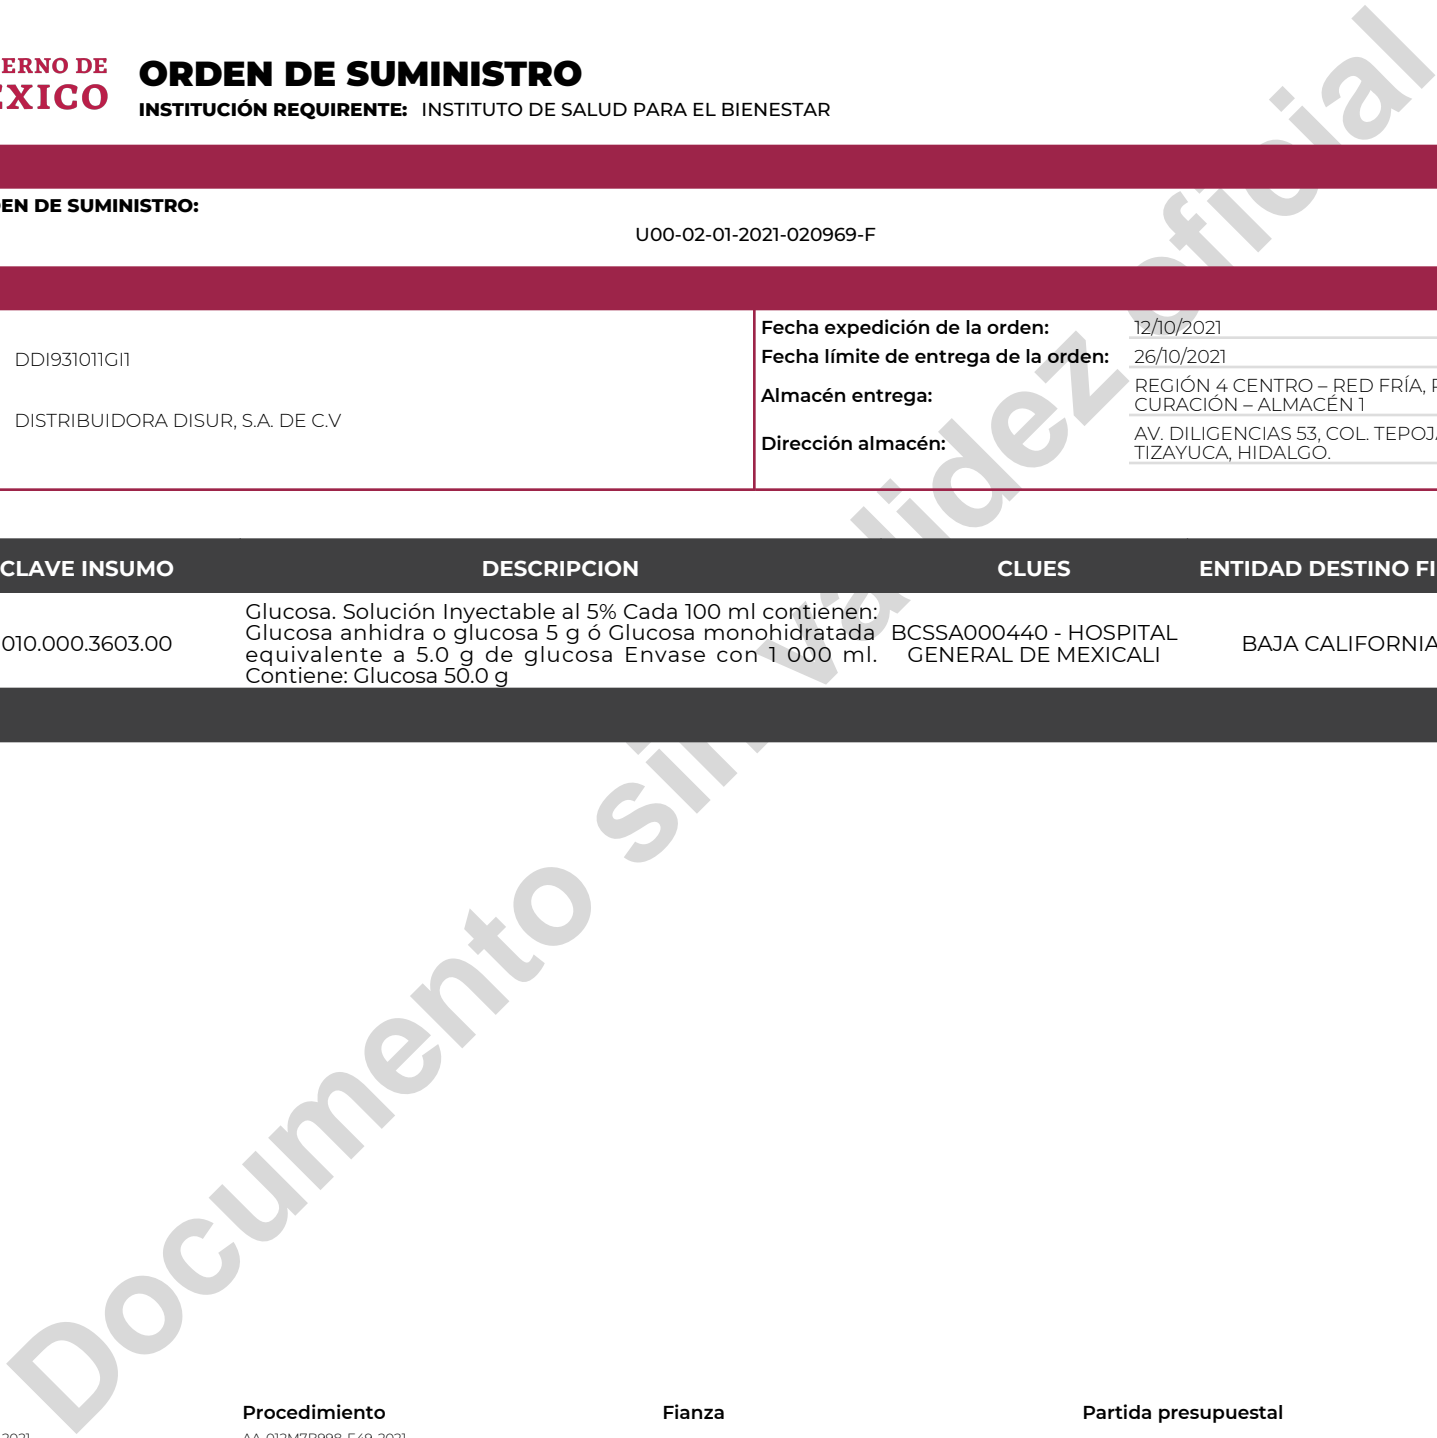 ERNO DE
ÉXICO
ORDEN DE SUMINISTRO
INSTITUCIÓN REQUIRENTE: INSTITUTO DE SALUD PARA EL BIENESTAR
EN DE SUMINISTRO:
U00-02-01-2021-020969-F
DDI931011GI1
DISTRIBUIDORA DISUR, S.A. DE C.V
Fecha expedición de la orden: 12/10/2021
Fecha límite de entrega de la orden: 26/10/2021
Almacén entrega: REGIÓN 4 CENTRO – RED FRÍA,
CURACIÓN – ALMACÉN 1
Dirección almacén: AV. DILIGENCIAS 53, COL. TEPOJA
TIZAYUCA, HIDALGO.
CLAVE INSUMO DESCRIPCION CLUES ENTIDAD DESTINO FI
010.000.3603.00
Glucosa. Solución Inyectable al 5% Cada 100 ml contienen:
Glucosa anhidra o glucosa 5 g ó Glucosa monohidratada
equivalente a 5.0 g de glucosa Envase con 1 000 ml.
Contiene: Glucosa 50.0 g
BCSSA000440 - HOSPITAL
GENERAL DE MEXICALI
BAJA CALIFORNIA
Documento sin validez oficial
Procedimiento Fianza Partida presupuestal